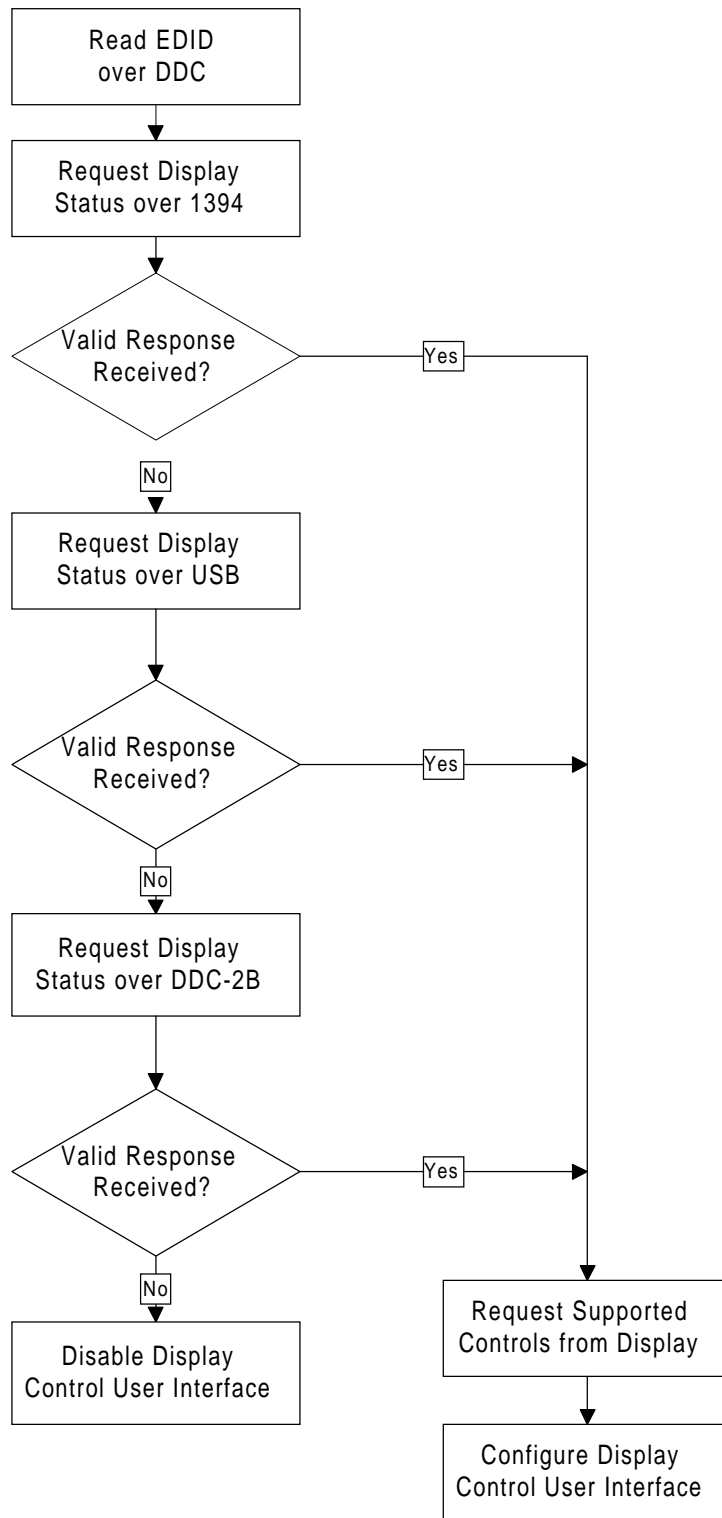 Read EDID
over DDC
Request Display
Status over 1394
Valid Response
Received?
Yes
No
Request Display
Status over USB
Valid Response
Received?
Yes
No
Request Display
Status over DDC-2B
Valid Response
Received?
Yes
No
Disable Display
Control User Interface
Request Supported
Controls from Display
Configure Display
Control User Interface